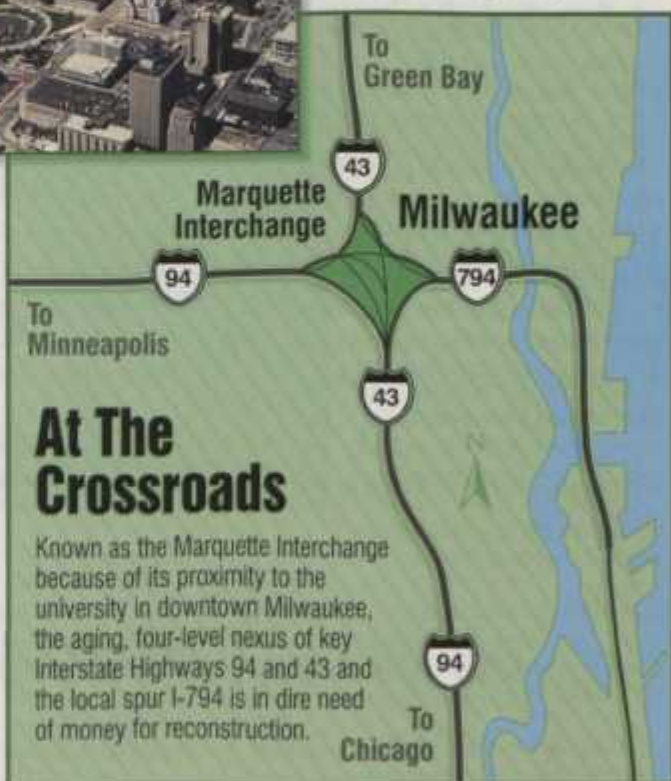 To
Green Bay
43
Marquette
Interchange
Milwaukee
94
794
To
Minneapolis
43
N
At The
Crossroads
Known as the Marquette Interchange
because of its proximity to the
university in downtown Milwaukee,
the aging, four-level nexus of key
Interstate Highways 94 and 43 and
the local spur I-794 is in dire need
of money for reconstruction.
94
To
Chicago